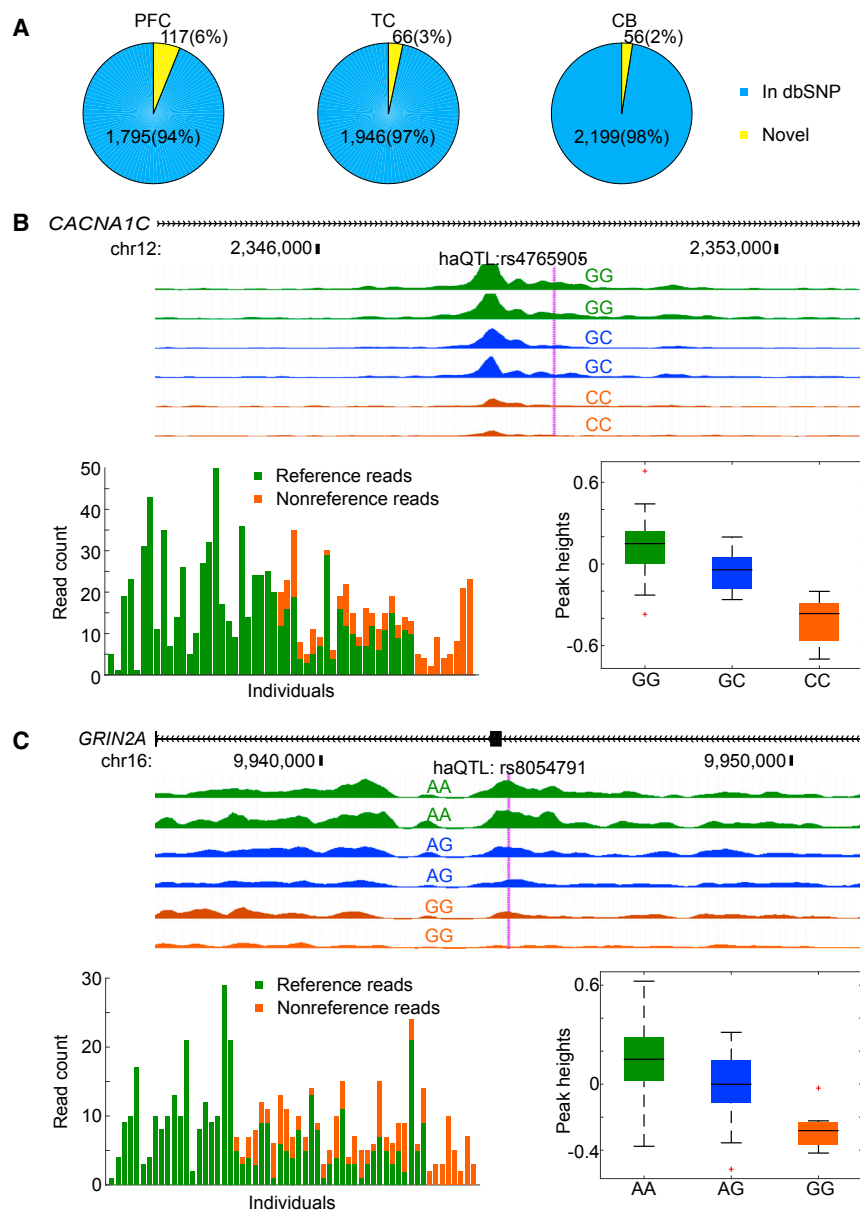 A
PFC
TC
CB
117(6%)
66(3%)
56(2%)
1,795(94%)
1,946(97%)
2,199(98%)
In dbSNP
Novel
B
CACNA1C
chr12:
2,346,000
2,353,000
haQTL:rs4765905
GG
GG
GC
GC
CC
CC
50
40
30
20
10
0
Read count
Reference reads
Nonreference reads
Individuals
0.6
0
-0.6
Peak heights
GG
GC
CC
C
GRIN2A
chr16:
9,940,000
9,950,000
haQTL: rs8054791
AA
AA
AG
AG
GG
GG
30
20
10
0
Read count
Reference reads
Nonreference reads
Individuals
0.6
0
-0.4
Peak heights
AA
AG
GG